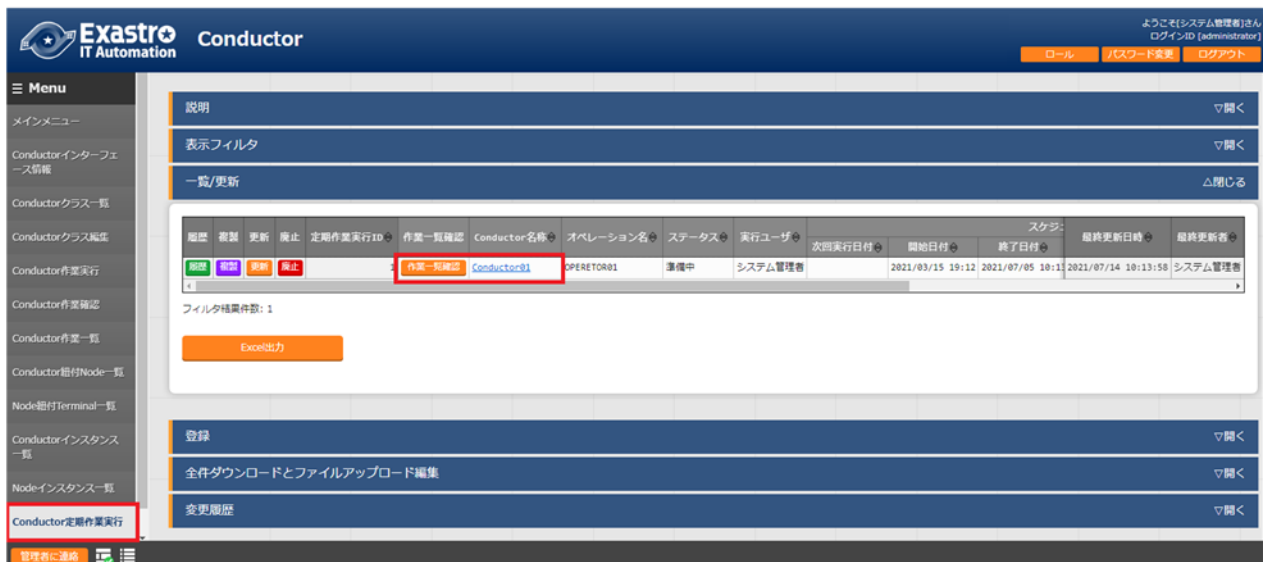 Exastro
IT Automation
Conductor
ようこそ[システム管理者]さん
ログインID [administrator]
ロール
パスワード変更
ログアウト
Menu
メインメニュー
Conductorインターフェ
ース情報
Conductorクラス一覧
Conductorクラス編集
Conductor作業実行
Conductor作業確認
Conductor作業一覧
Conductor紐付Node一覧
Node紐付Terminal一覧
Conductorインスタンス
一覧
Nodeインスタンス一覧
Conductor定期作業実行
説明 ▽開く
表示フィルタ ▽開く
一覧/更新 △閉じる
履歴 複製 更新 廃止 定期作業実行ID 作業一覧確認 Conductor名称 オペレーション名 ステータス 実行ユーザ スケジ 最終更新日時 最終更新者
次回実行日付 開始日付 終了日付
履歴 複製 更新 廃止 1 作業一覧確認 Conductor01 OPERETOR01 準備中 システム管理者 2021/03/15 19:12 2021/07/05 10:1 2021/07/14 10:13:58 システム管理者
フィルタ結果件数: 1
Excel出力
登録 ▽開く
全件ダウンロードとファイルアップロード編集 ▽開く
変更履歴 ▽開く
管理者に連絡